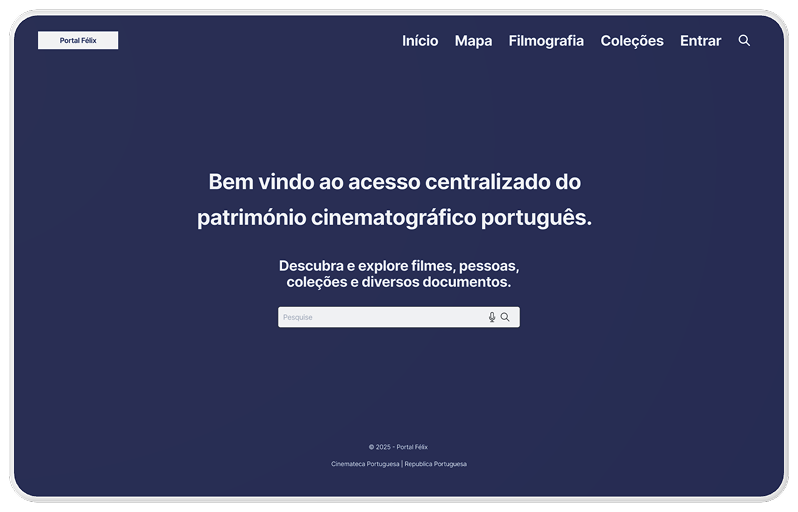 Portal Félix
Início Mapa Filmografia Coleções Entrar
Bem vindo ao acesso centralizado do
património cinematográfico português.
Descubra e explore filmes, pessoas,
coleções e diversos documentos.
Pesquise
© 2025 - Portal Félix
Cinemateca Portuguesa | Republica Portuguesa